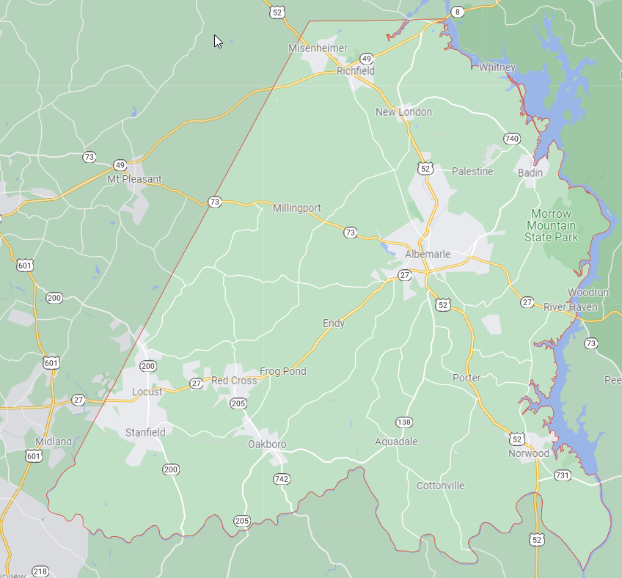 52
8
Misenheimer
49
Richfield
Whitney
New London
740
73
49
52
Palestine
Badin
Mt Pleasant
73
Millingport
Morrow
Mountain
State Park
73
Albemarle
601
27
Woodrun
200
52
27
River Haven
Endy
73
601
200
Frog Pond
27
Red Cross
Porter
Pee
27
Locust
205
138
Stanfield
52
Midland
Oakboro
Aquadale
601
Norwood
200
742
731
Cottonville
205
52
218